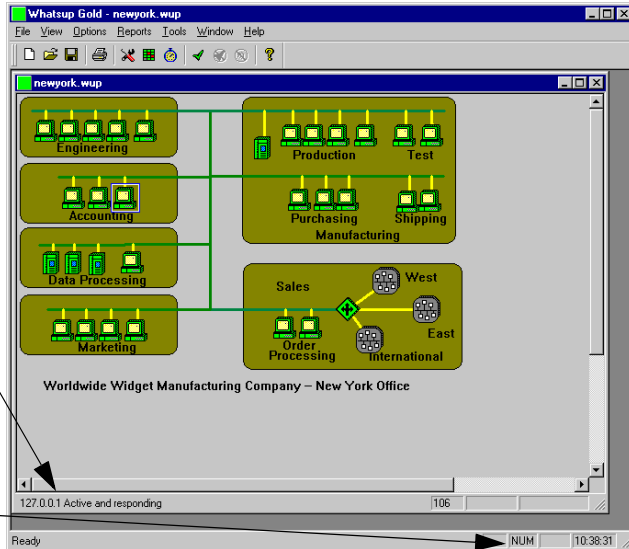 Whatsup Gold - newyork.wup
File View Options Reports Tools Window Help
newyork.wup
Engineering
Production Test
Accounting
Purchasing Shipping
Manufacturing
Data Processing
Sales West
East
Marketing
Order Processing
International
Worldwide Widget Manufacturing Company – New York Office
127.0.0.1 Active and responding 106
Ready NUM 10:38:31